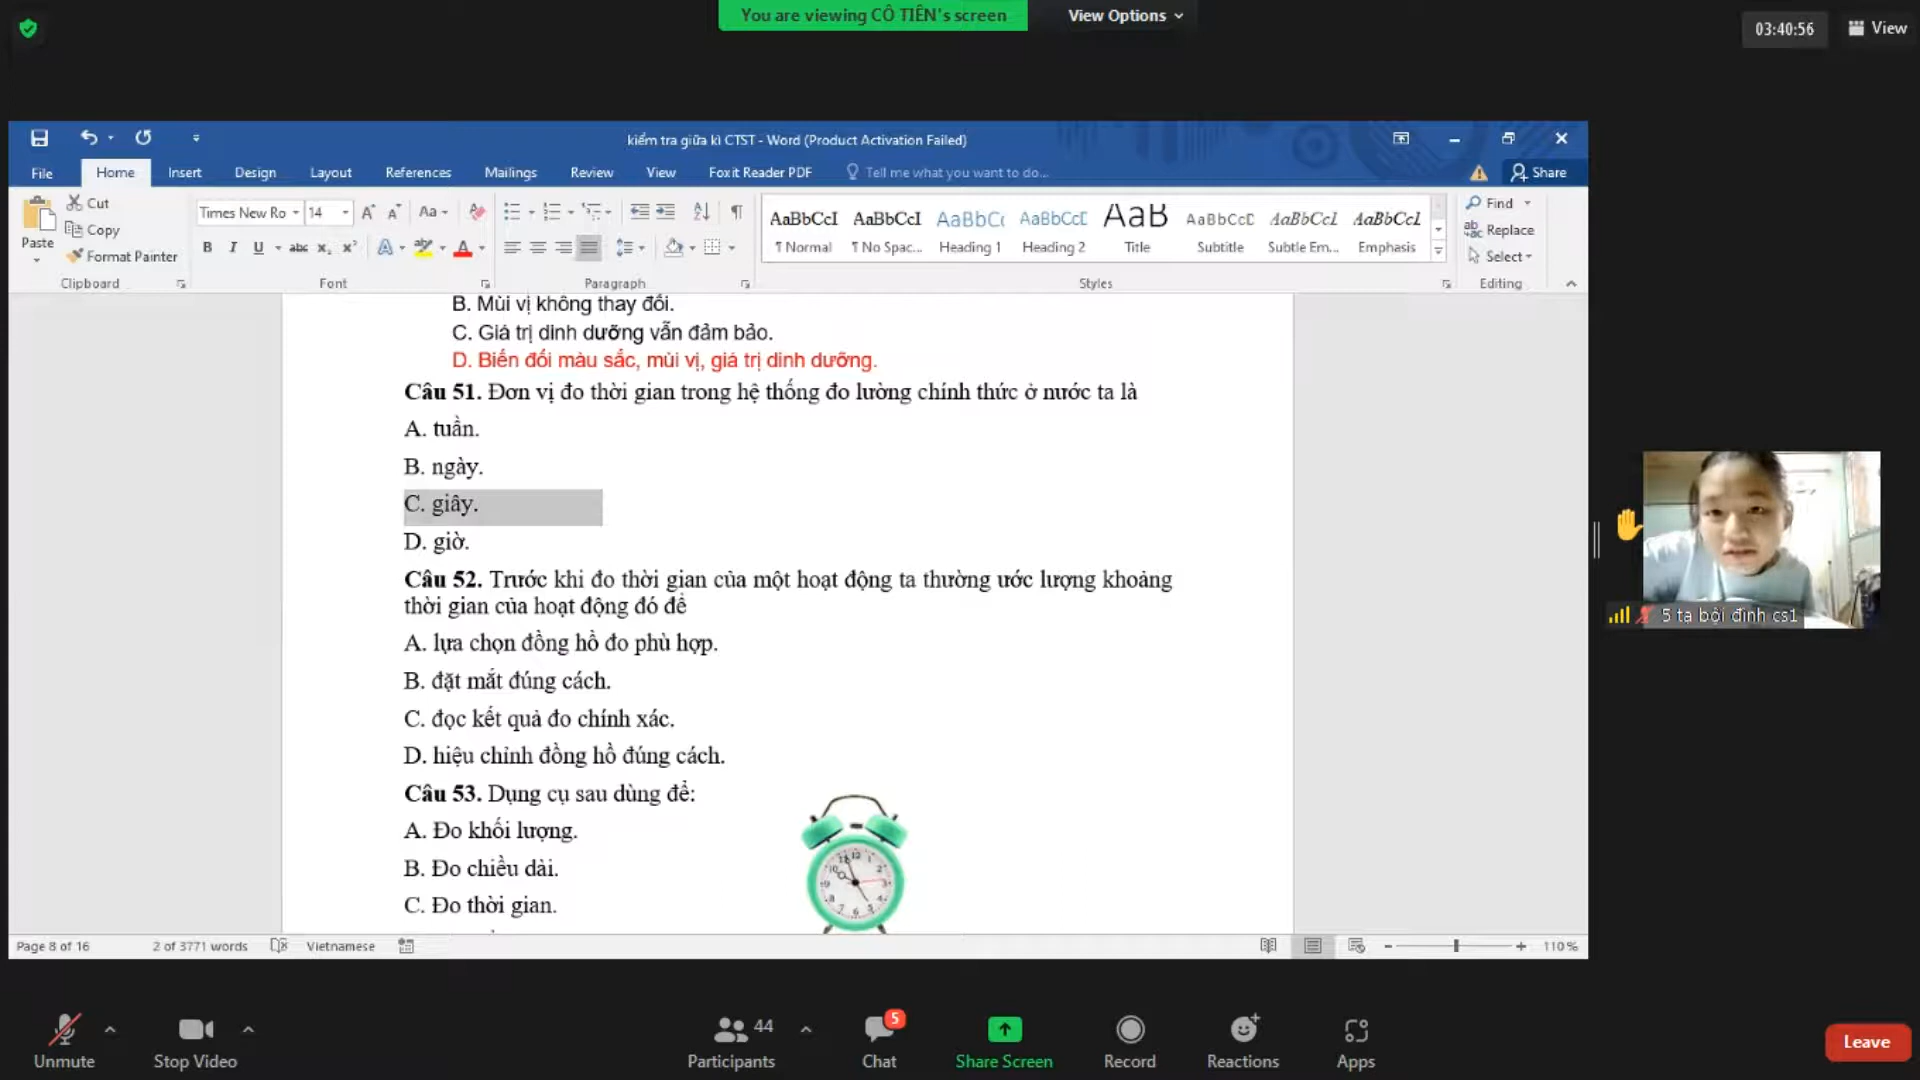 You are viewing CÔ TIÊN's screen
View Options
03:40:56
View
kiểm tra giữa kì CTST - Word (Product Activation Failed)
File
Home
Insert
Design
Layout
References
Mailings
Review
View
Foxit Reader PDF
Tell me what you want to do...
Share
Paste
Cut
Copy
Format Painter
Clipboard
Times New Ro
14
Font
Paragraph
AaBbCcI
¶ Normal
AaBbCcI
¶ No Spac...
Heading 1
Heading 2
AaB
Title
Subtitle
Subtle Em...
Emphasis
Styles
Find
Replace
Select
Editing
B. Mùi vị không thay đổi.
C. Giá trị dinh dưỡng vẫn đảm bảo.
D. Biến đổi màu sắc, mùi vị, giá trị dinh dưỡng.
Câu 51. Đơn vị đo thời gian trong hệ thống đo lường chính thức ở nước ta là
A. tuần.
B. ngày.
C. giây.
D. giờ.
Câu 52. Trước khi đo thời gian của một hoạt động ta thường ước lượng khoảng
thời gian của hoạt động đó để
A. lựa chọn đồng hồ đo phù hợp.
B. đặt mắt đúng cách.
C. đọc kết quả đo chính xác.
D. hiệu chỉnh đồng hồ đúng cách.
Câu 53. Dụng cụ sau dùng để:
A. Đo khối lượng.
B. Đo chiều dài.
C. Đo thời gian.
5 ta bội đình cs1
Page 8 of 16
2 of 3771 words
Vietnamese
110 %
Unmute
Stop Video
44
Participants
5
Chat
Share Screen
Record
Reactions
Apps
Leave